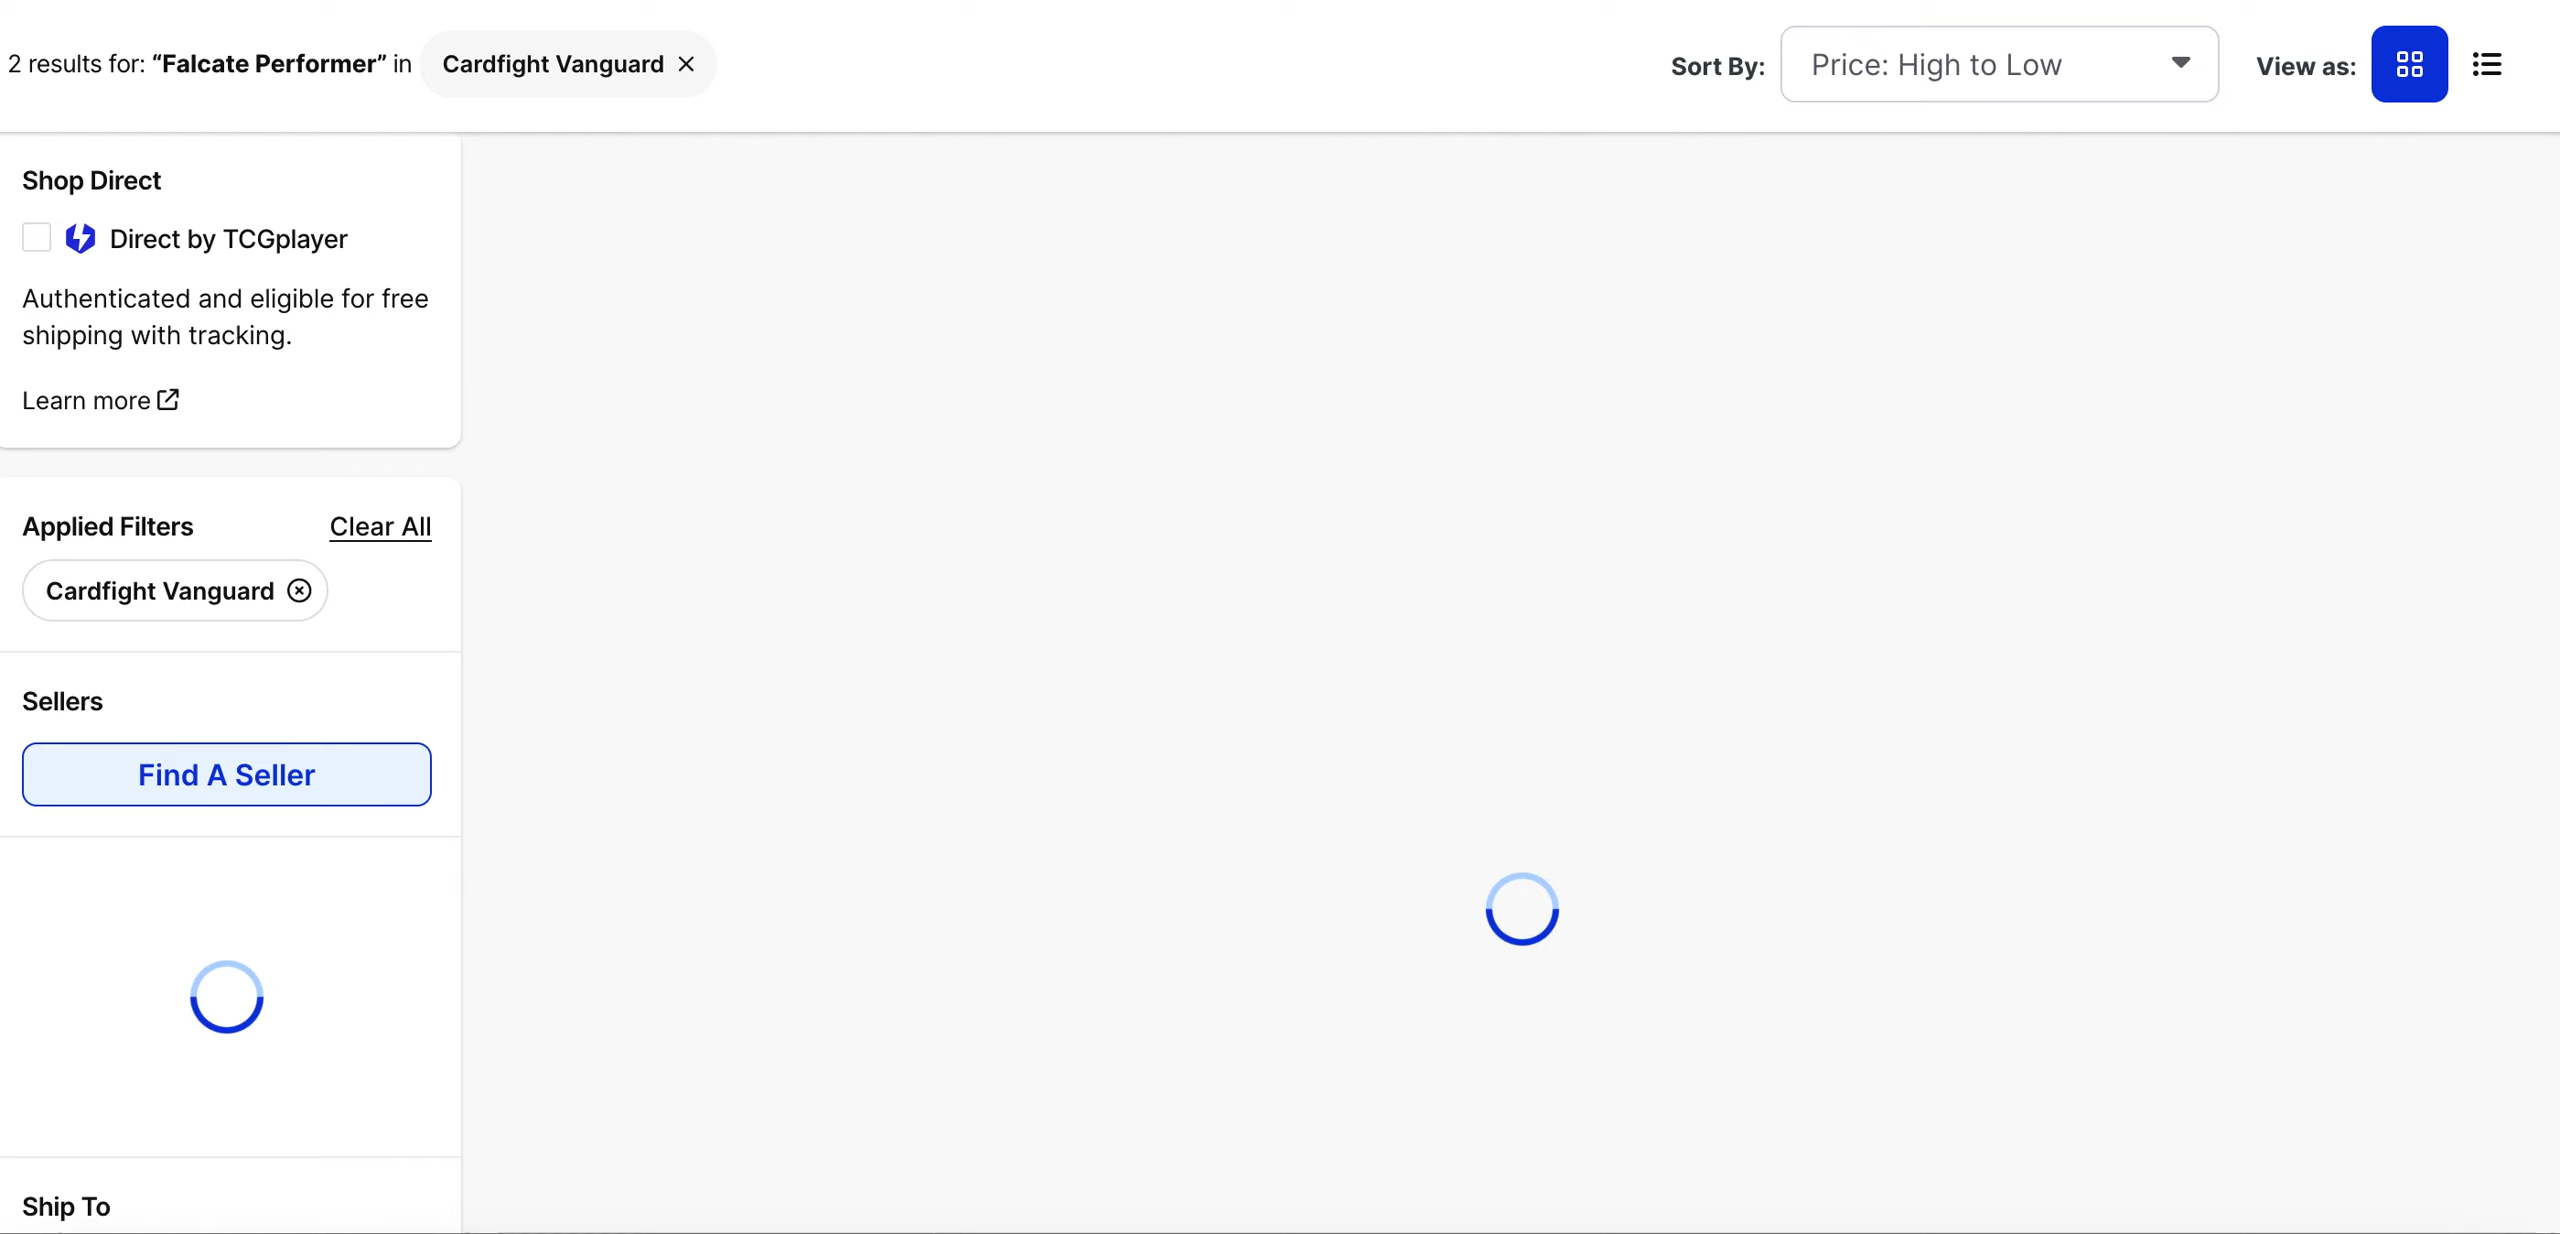 2 results for: “Falcate Performer” in Cardfight Vanguard
Sort By: Price: High to Low View as:
Shop Direct
Direct by TCGplayer
Authenticated and eligible for free
shipping with tracking.
Learn more
Applied Filters Clear All
Cardfight Vanguard
Sellers
Find A Seller
Ship To